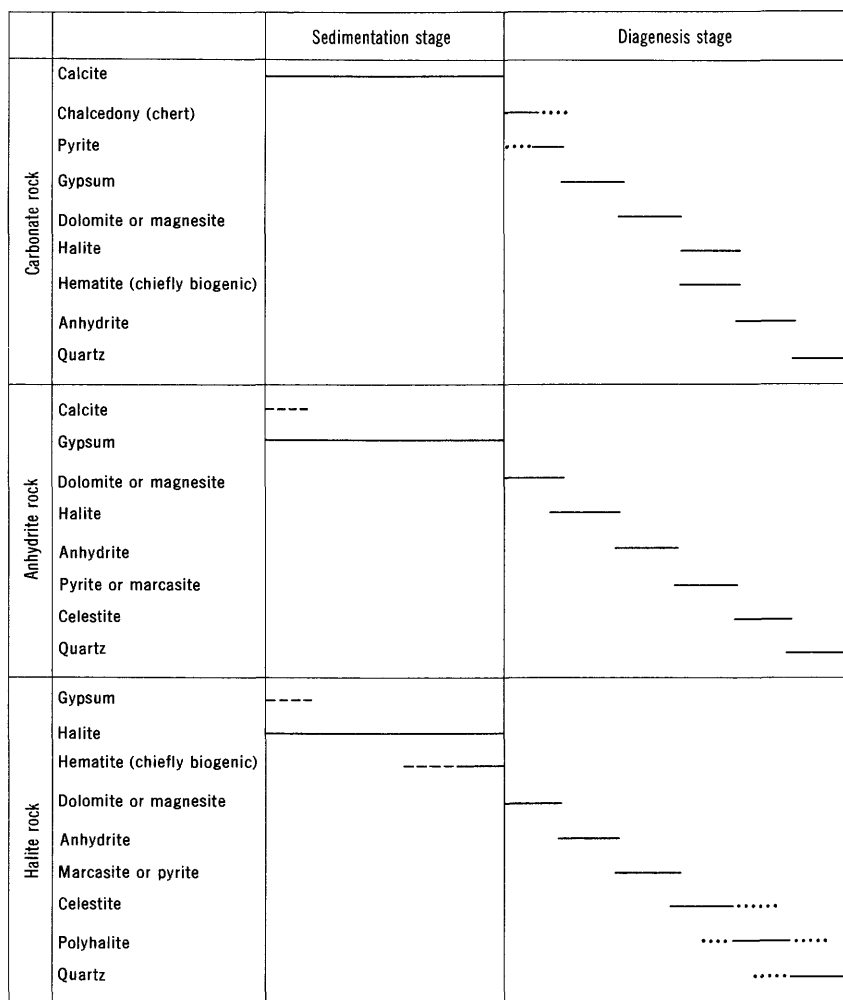 Sedimentation stage
Diagenesis stage
Carbonate rock
Calcite
Chalcedony (chert)
Pyrite
Gypsum
Dolomite or magnesite
Halite
Hematite (chiefly biogenic)
Anhydrite
Quartz
Anhydrite rock
Calcite
Gypsum
Dolomite or magnesite
Halite
Anhydrite
Pyrite or marcasite
Celestite
Quartz
Halite rock
Gypsum
Halite
Hematite (chiefly biogenic)
Dolomite or magnesite
Anhydrite
Marcasite or pyrite
Celestite
Polyhalite
Quartz